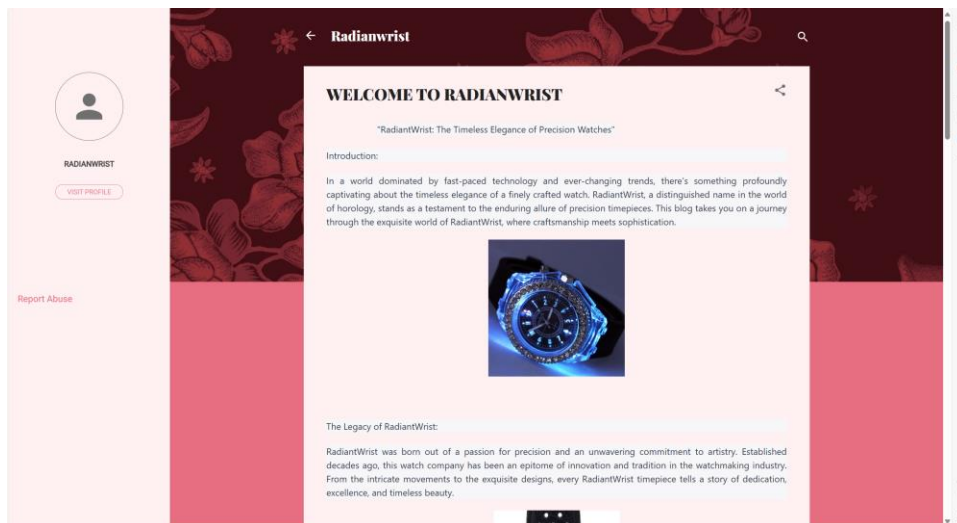 Radianwrist
RADIANWRIST
VISIT PROFILE
Report Abuse
WELCOME TO RADIANWRIST
"RadiantWrist: The Timeless Elegance of Precision Watches"
Introduction:
In a world dominated by fast-paced technology and ever-changing trends, there's something profoundly
captivating about the timeless elegance of a finely crafted watch. RadiantWrist, a distinguished name in the world
of horology, stands as a testament to the enduring allure of precision timepieces. This blog takes you on a journey
through the exquisite world of RadiantWrist, where craftsmanship meets sophistication.
The Legacy of RadiantWrist:
RadiantWrist was born out of a passion for precision and an unwavering commitment to artistry. Established
decades ago, this watch company has been an epitome of innovation and tradition in the watchmaking industry.
From the intricate movements to the exquisite designs, every RadiantWrist timepiece tells a story of dedication,
excellence, and timeless beauty.